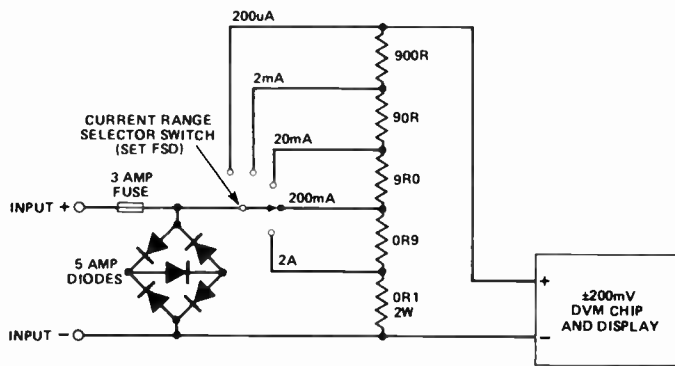 200uA
900R
2mA
90R
CURRENT RANGE
SELECTOR SWITCH
(SET FSD)
20mA
9R0
3 AMP
FUSE
INPUT +
200mA
0R9
5 AMP
DIODES
2A
0R1
2W
INPUT -
+
±200mV
DVM CHIP
AND DISPLAY
-